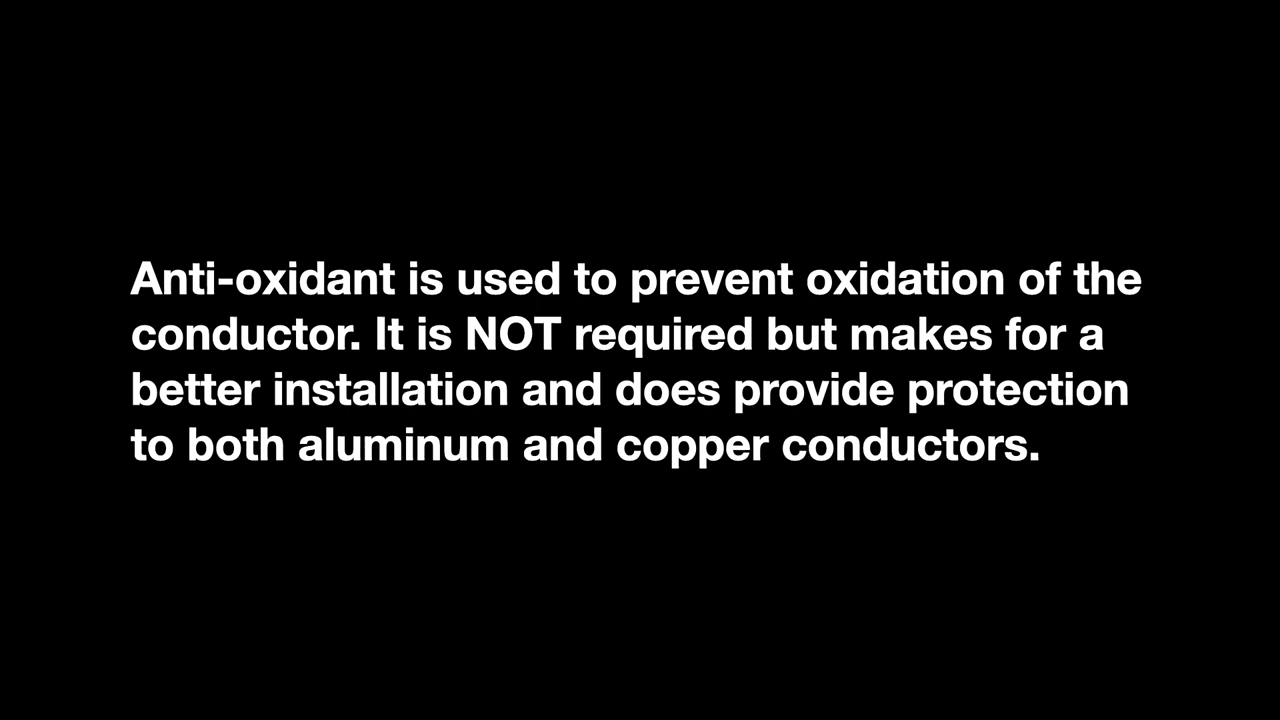 Anti-oxidant is used to prevent oxidation of the
conductor. It is NOT required but makes for a
better installation and does provide protection
to both aluminum and copper conductors.